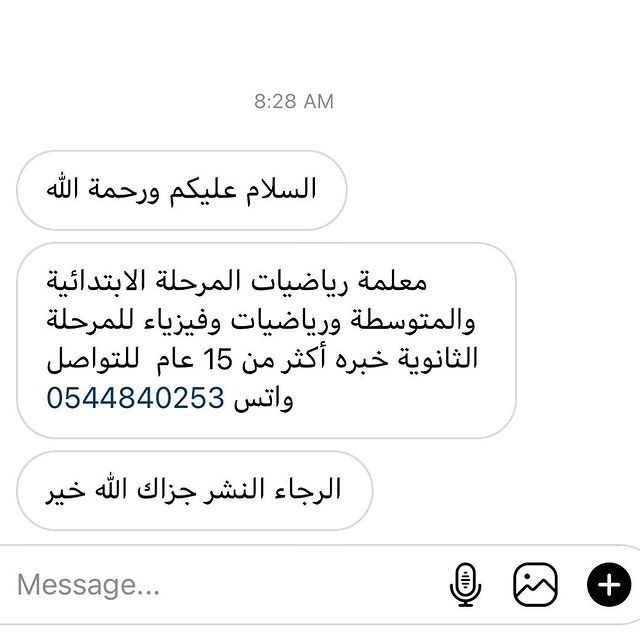 8:28 AM
السلام عليكم ورحمة الله
معلمة رياضيات المرحلة الابتدائية
والمتوسطة ورياضيات وفيزياء للمرحلة
الثانوية خبره أكثر من 15 عام  للتواصل
واتس 0544840253
الرجاء النشر جزاك الله خير
Message...